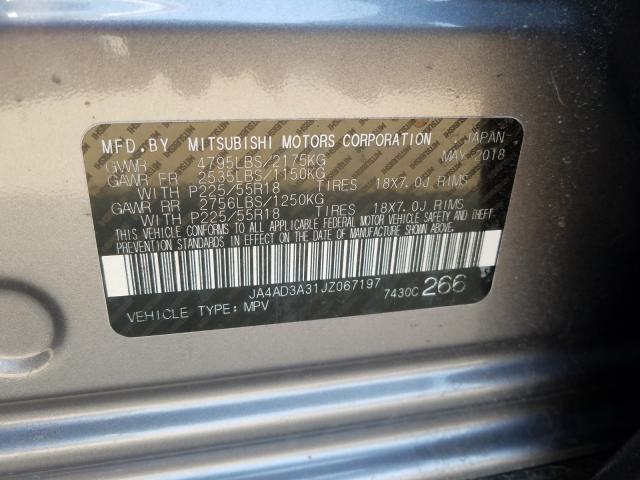 MFD.BY MITSUBISHI MOTORS CORPORATION JAPAN
GVWR 4795LBS/2175KG MAY 2018
GAWR FR 2535LBS/1150KG
WITH P225/55R18 TIRES 18X7.0J RIMS
GAWR RR 2756LBS/1250KG
WITH P225/55R18 TIRES 18X7.0J RIMS
THIS VEHICLE CONFORMS TO ALL APPLICABLE FEDERAL MOTOR VEHICLE SAFETY AND THEFT
PREVENTION STANDARDS IN EFFECT ON THE DATE OF MANUFACTURE SHOWN ABOVE.
JA4AD3A31JZ067197 7430C 266
VEHICLE TYPE: MPV